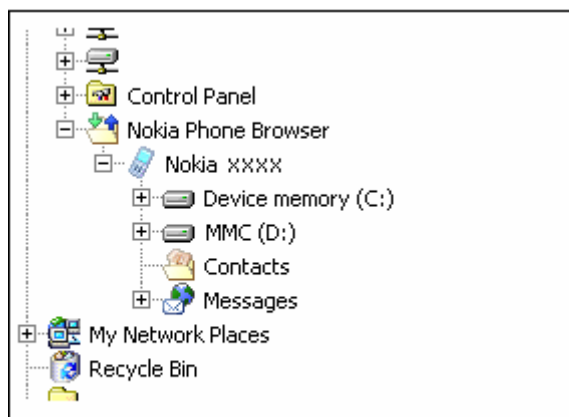 Control Panel
Nokia Phone Browser
Nokia xxxx
Device memory (C:)
MMC (D:)
Contacts
Messages
My Network Places
Recycle Bin